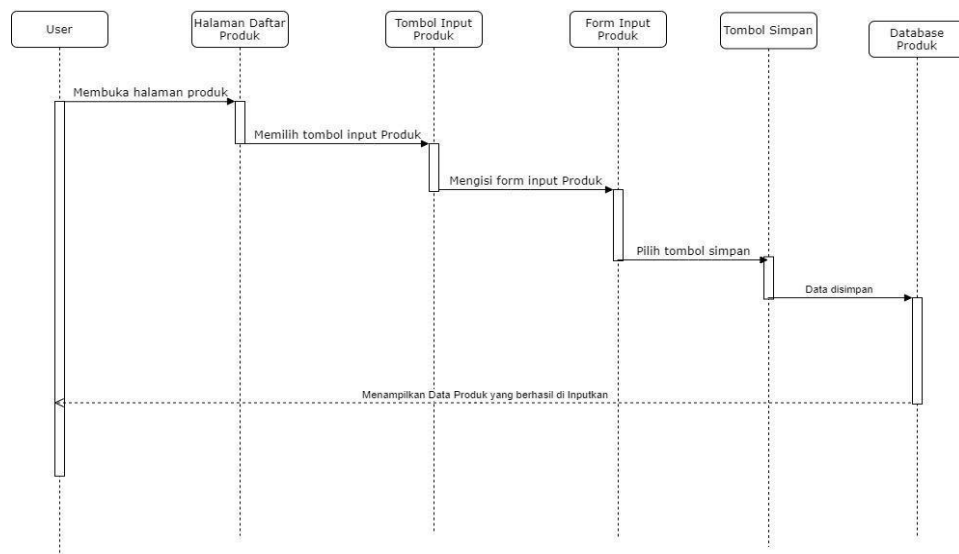 User
Halaman Daftar
Produk
Tombol Input
Produk
Form Input
Produk
Tombol Simpan
Database
Produk
Membuka halaman produk
Memilih tombol input Produk
Mengisi form input Produk
Pilih tombol simpan
Data disimpan
Menampilkan Data Produk yang berhasil di Inputkan